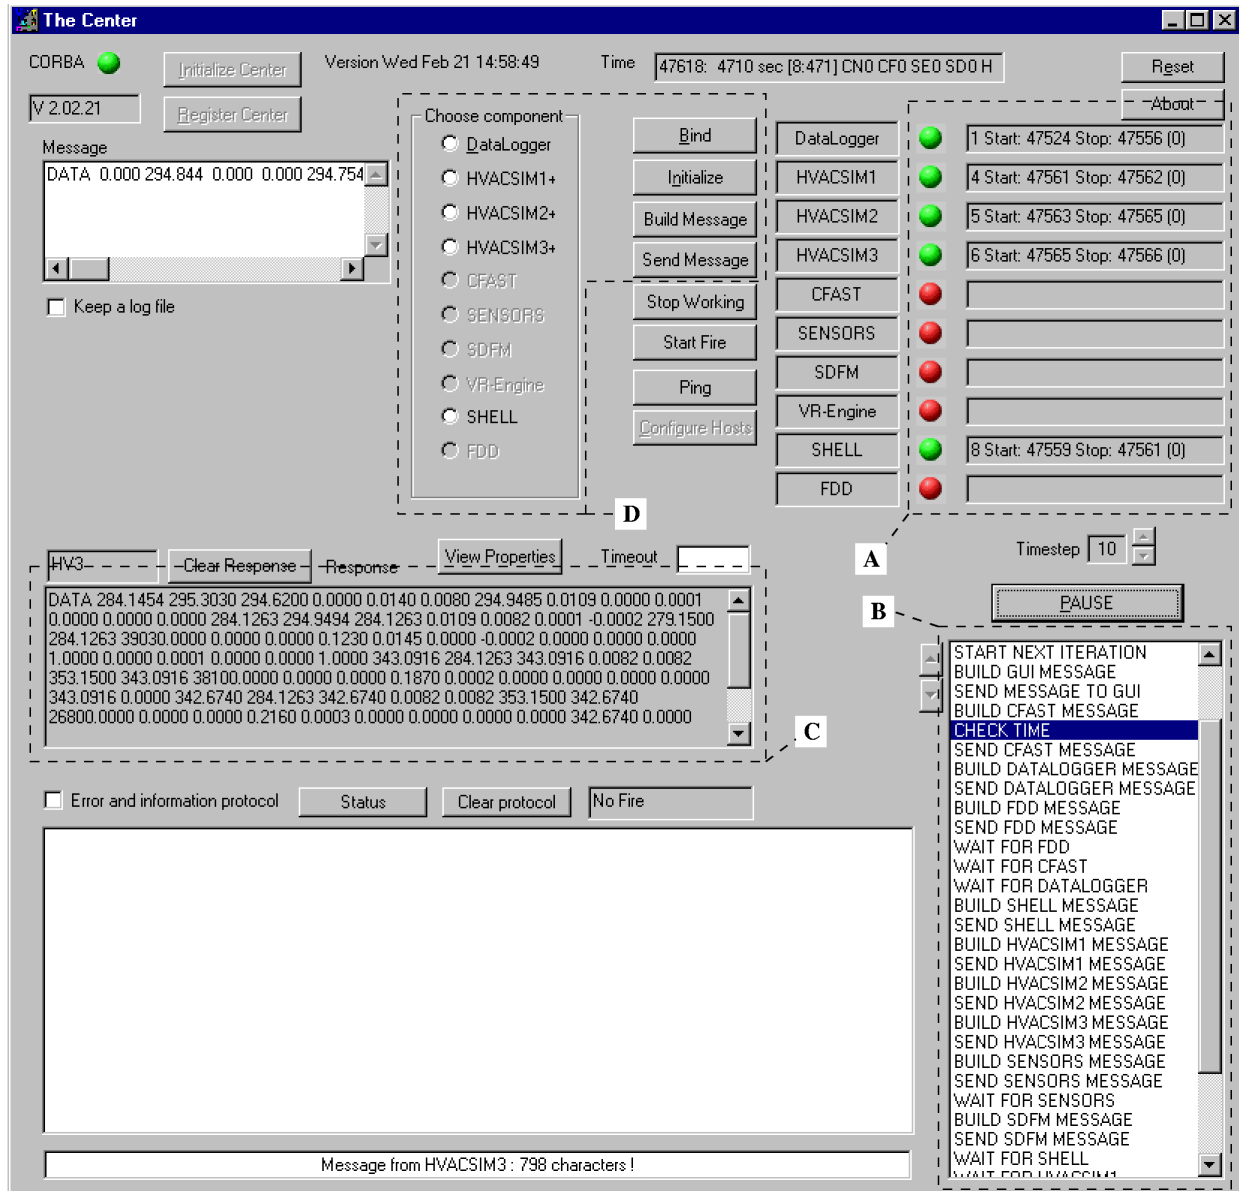 The Center
CORBA
Initialize Center
Version Wed Feb 21 14:58:49
Time
47618: 4710 sec [8:471] CN0 CF0 SE0 SD0 H
Reset
V 2.02.21
Register Center
About
Message
DATA 0.000 294.844 0.000 0.000 294.754
Keep a log file
Choose component
DataLogger
HVACSIM1+
HVACSIM2+
HVACSIM3+
CFAST
SENSORS
SDFM
VR-Engine
SHELL
FDD
Bind
Initialize
Build Message
Send Message
Stop Working
Start Fire
Ping
Configure Hosts
D
DataLogger
1 Start: 47524 Stop: 47556 (0)
HVACSIM1
4 Start: 47561 Stop: 47562 (0)
HVACSIM2
5 Start: 47563 Stop: 47565 (0)
HVACSIM3
6 Start: 47565 Stop: 47566 (0)
CFAST
SENSORS
SDFM
VR-Engine
SHELL
8 Start: 47559 Stop: 47561 (0)
FDD
A
Timestep
10
PAUSE
B
HV3
Clear Response
Response
View Properties
Timeout
DATA 284.1454 295.3030 294.6200 0.0000 0.0140 0.0080 294.9485 0.0109 0.0000 0.0001
0.0000 0.0000 0.0000 284.1263 294.9494 284.1263 0.0109 0.0082 0.0001 -0.0002 279.1500
284.1263 39030.0000 0.0000 0.0000 0.1230 0.0145 0.0000 -0.0002 0.0000 0.0000 0.0000
1.0000 0.0000 0.0001 0.0000 0.0000 1.0000 343.0916 284.1263 343.0916 0.0082 0.0082
353.1500 343.0916 38100.0000 0.0000 0.0000 0.1870 0.0002 0.0000 0.0000 0.0000 0.0000
343.0916 0.0000 342.6740 284.1263 342.6740 0.0082 0.0082 353.1500 342.6740
26800.0000 0.0000 0.0000 0.2160 0.0003 0.0000 0.0000 0.0000 0.0000 342.6740 0.0000
C
Error and information protocol
Status
Clear protocol
No Fire
START NEXT ITERATION
BUILD GUI MESSAGE
SEND MESSAGE TO GUI
BUILD CFAST MESSAGE
CHECK TIME
SEND CFAST MESSAGE
BUILD DATALOGGER MESSAGE
SEND DATALOGGER MESSAGE
BUILD FDD MESSAGE
SEND FDD MESSAGE
WAIT FOR FDD
WAIT FOR CFAST
WAIT FOR DATALOGGER
BUILD SHELL MESSAGE
SEND SHELL MESSAGE
BUILD HVACSIM1 MESSAGE
SEND HVACSIM1 MESSAGE
BUILD HVACSIM2 MESSAGE
SEND HVACSIM2 MESSAGE
BUILD HVACSIM3 MESSAGE
SEND HVACSIM3 MESSAGE
BUILD SENSORS MESSAGE
SEND SENSORS MESSAGE
WAIT FOR SENSORS
BUILD SDFM MESSAGE
SEND SDFM MESSAGE
WAIT FOR SHELL
WAIT FOR HVACSIM1
Message from HVACSIM3 : 798 characters !